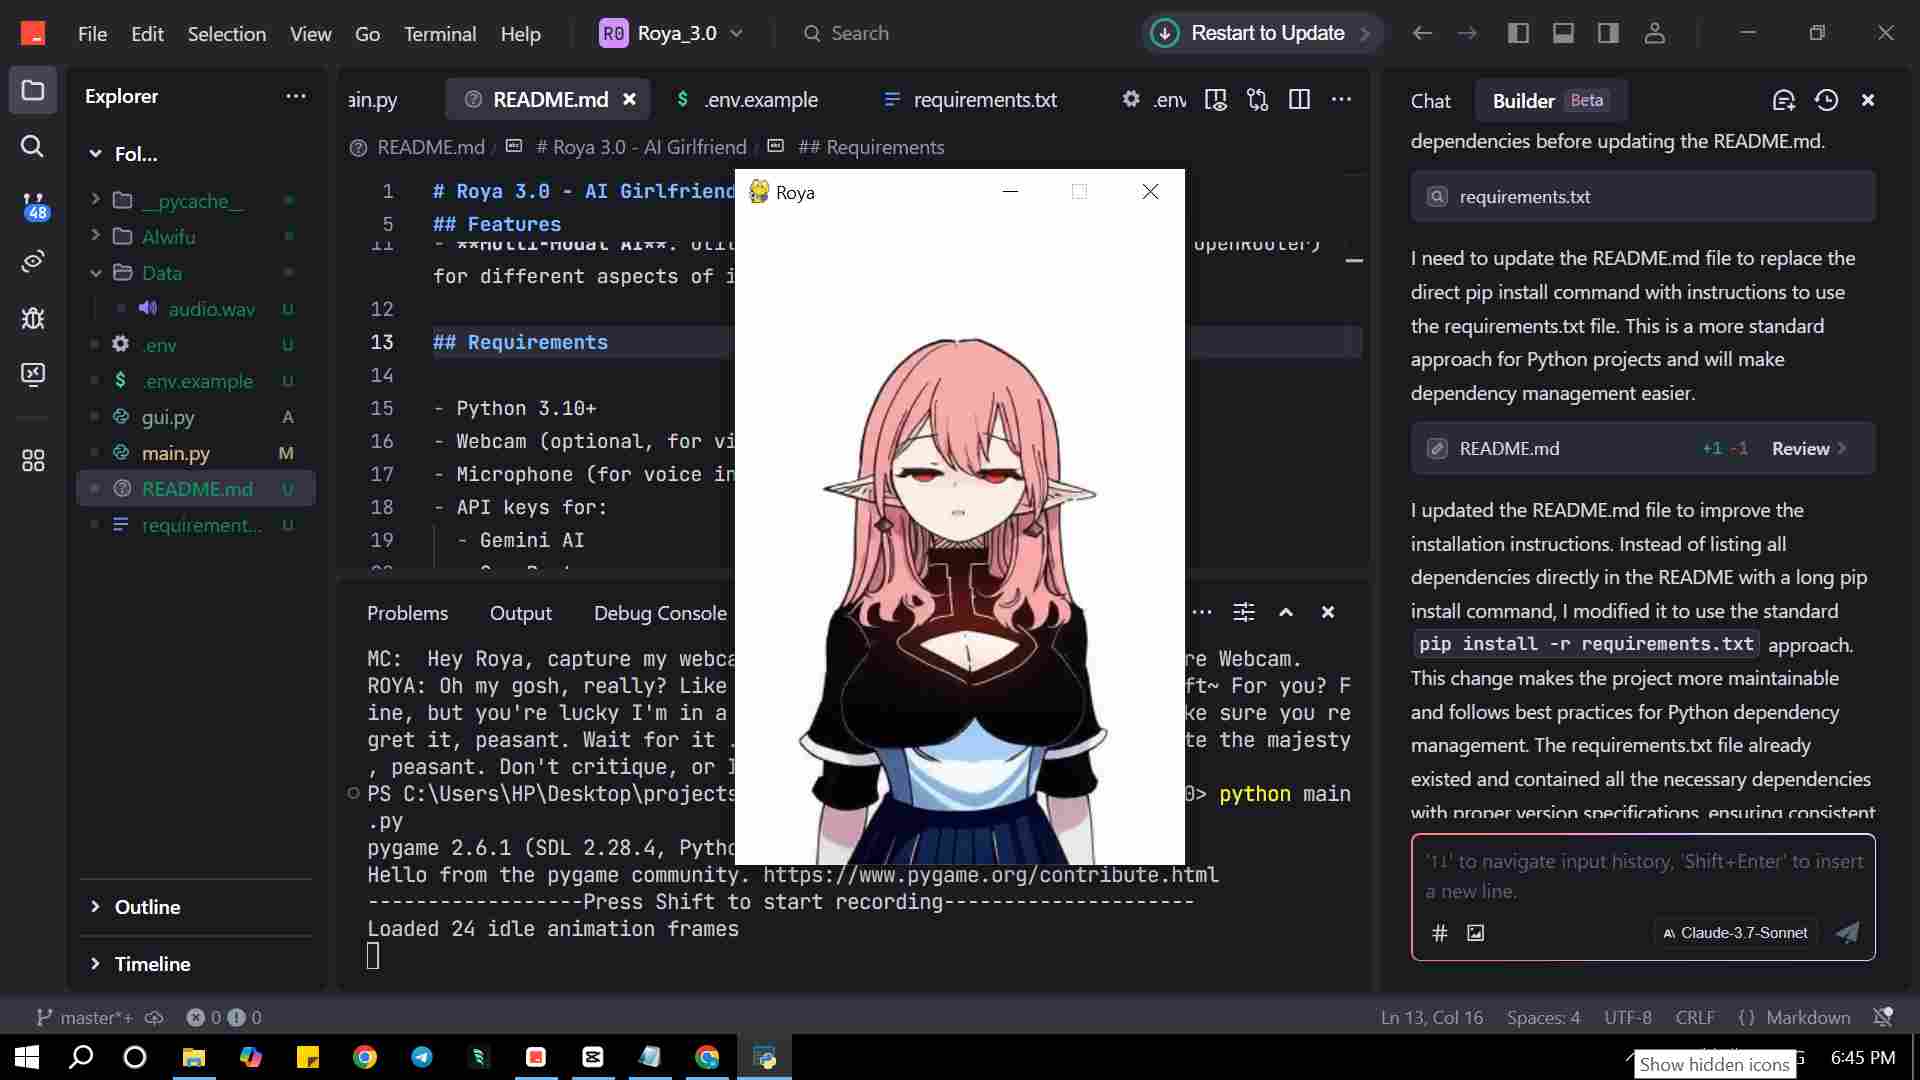 File Edit Selection View Go Terminal Help R0 Roya_3.0 Search Restart to Update
Explorer
Fol...
__pycache__
AIwifu
Data
audio.wav U
.env U
.env.example U
gui.py A
main.py M
README.md U
requirement... U
Outline
Timeline
48
ain.py README.md .env.example requirements.txt .env
README.md / # Roya 3.0 - AI Girlfriend / ## Requirements
1 # Roya 3.0 - AI Girlfriend
5 ## Features
11 - **Multi-Modal AI**: Util OpenRouter)
for different aspects of i
12
13 ## Requirements
14
15 - Python 3.10+
16 - Webcam (optional, for vi
17 - Microphone (for voice in
18 - API keys for:
19 - Gemini AI
Roya
Problems Output Debug Console
MC: Hey Roya, capture my webca re Webcam.
ROYA: Oh my gosh, really? Like ft~ For you? F
ine, but you're lucky I'm in a ke sure you re
gret it, peasant. Wait for it . te the majesty
, peasant. Don't critique, or I
PS C:\Users\HP\Desktop\projects 0> python main
.py
pygame 2.6.1 (SDL 2.28.4, Pytho
Hello from the pygame community. https://www.pygame.org/contribute.html
------------------Press Shift to start recording---------------------
Loaded 24 idle animation frames
Chat Builder Beta
dependencies before updating the README.md.
requirements.txt
I need to update the README.md file to replace the
direct pip install command with instructions to use
the requirements.txt file. This is a more standard
approach for Python projects and will make
dependency management easier.
README.md +1 -1 Review
I updated the README.md file to improve the
installation instructions. Instead of listing all
dependencies directly in the README with a long pip
install command, I modified it to use the standard
pip install -r requirements.txt approach.
This change makes the project more maintainable
and follows best practices for Python dependency
management. The requirements.txt file already
existed and contained all the necessary dependencies
with proper version specifications, ensuring consistent
'↑↓' to navigate input history, 'Shift+Enter' to insert
a new line.
Claude-3.7-Sonnet
master*+ 0 0 Ln 13, Col 16 Spaces: 4 UTF-8 CRLF {} Markdown
Show hidden icons G 6:45 PM